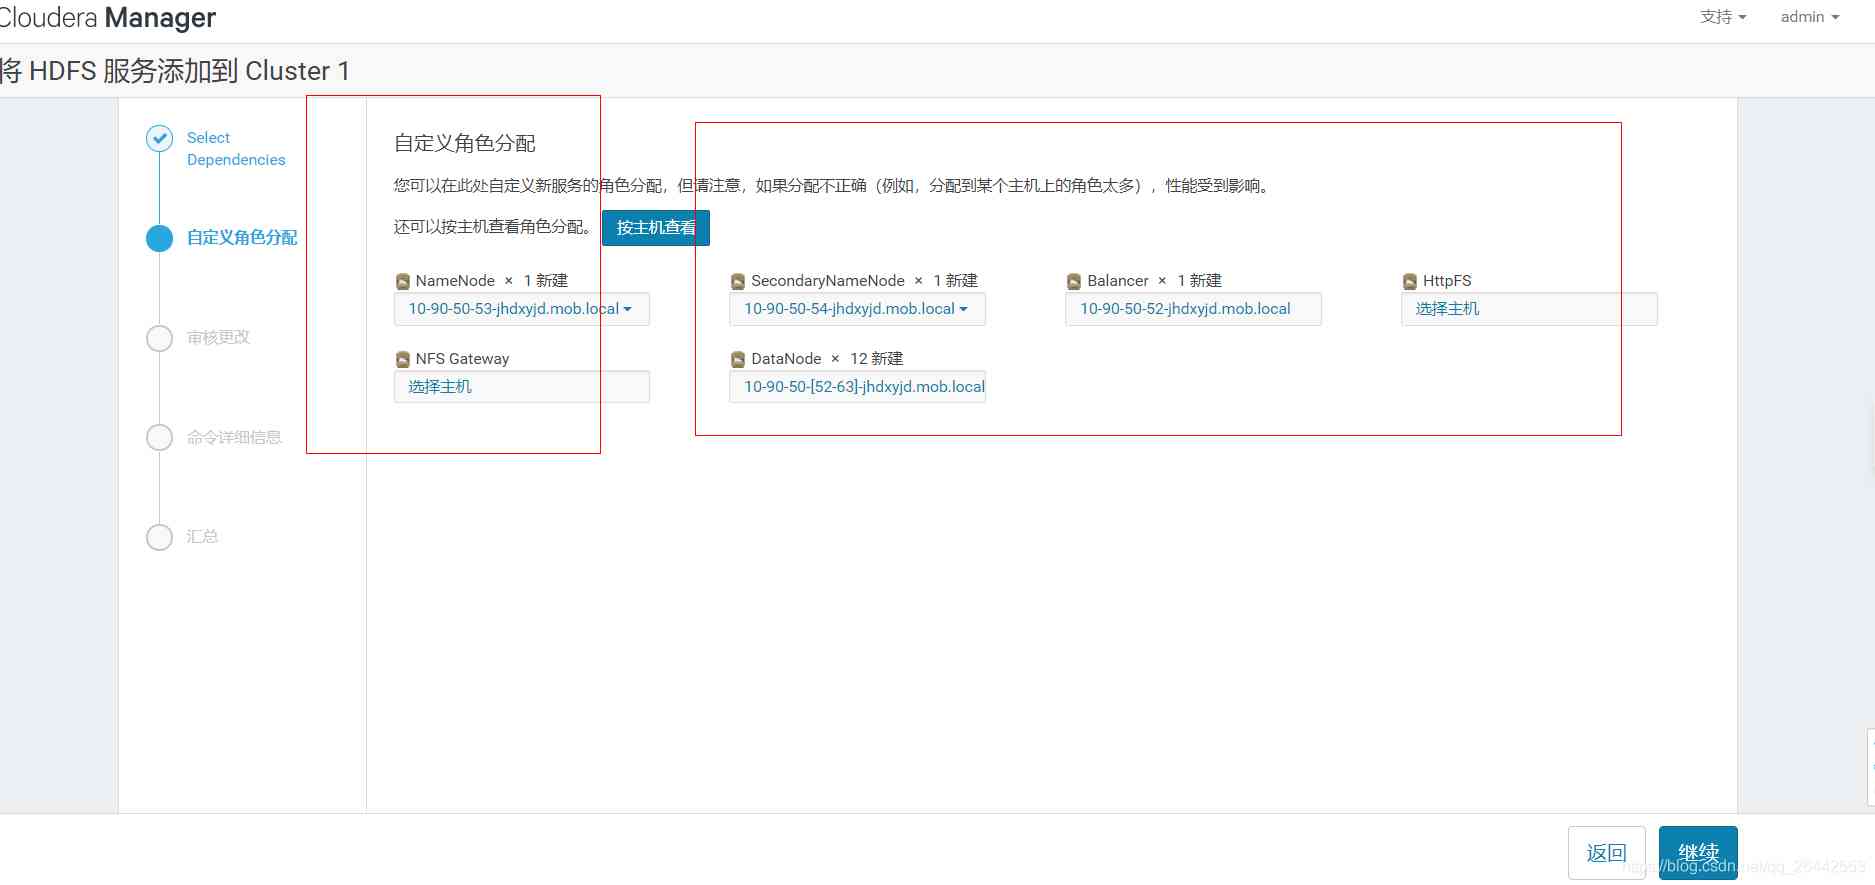 Cloudera Manager
支持
admin
将 HDFS 服务添加到 Cluster 1
Select
Dependencies
自定义角色分配
审核更改
命令详细信息
汇总
自定义角色分配
您可以在此处自定义新服务的角色分配，但请注意，如果分配不正确（例如，分配到某个主机上的角色太多），性能受到影响。
还可以按主机查看角色分配。 按主机查看
NameNode × 1 新建
10-90-50-53-jhdxyjd.mob.local
SecondaryNameNode × 1 新建
10-90-50-54-jhdxyjd.mob.local
Balancer × 1 新建
10-90-50-52-jhdxyjd.mob.local
HttpFS
选择主机
NFS Gateway
选择主机
DataNode × 12 新建
10-90-50-[52-63]-jhdxyjd.mob.local
返回
继续
https://blog.csdn.net/qq_26442553